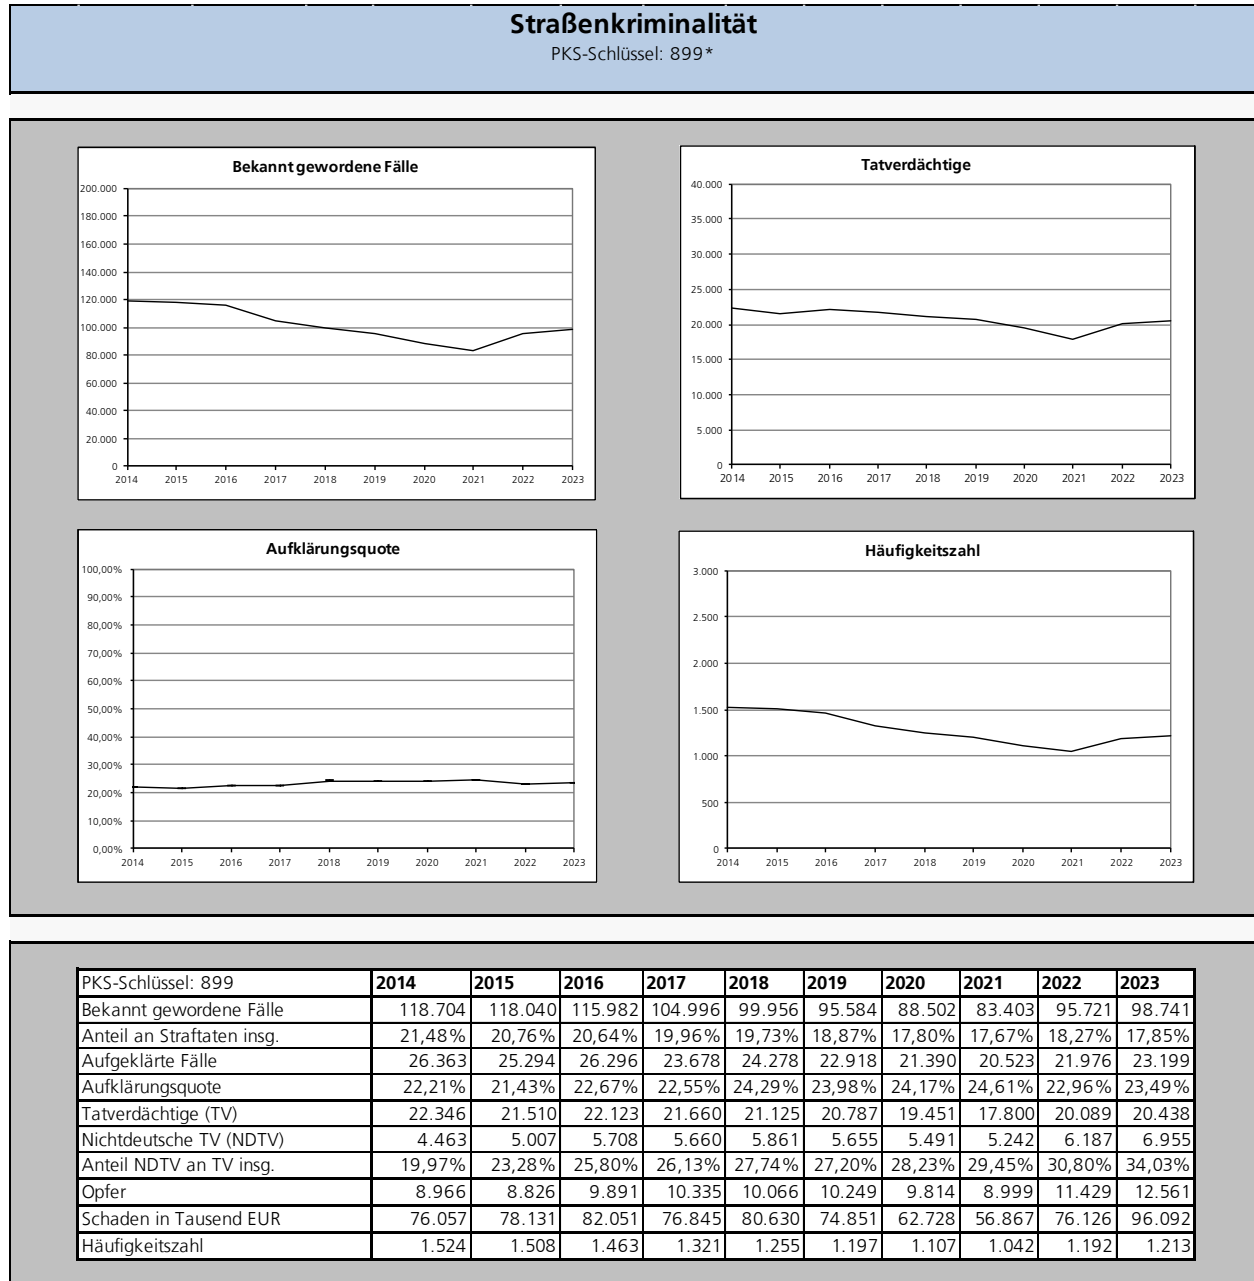 Straßenkriminalität
PKS-Schlüssel: 899*
Bekannt gewordene Fälle
200.000
180.000
160.000
140.000
120.000
100.000
80.000
60.000
40.000
20.000
0
2014 2015 2016 2017 2018 2019 2020 2021 2022 2023
Tatverdächtige
40.000
35.000
30.000
25.000
20.000
15.000
10.000
5.000
0
2014 2015 2016 2017 2018 2019 2020 2021 2022 2023
Aufklärungsquote
100,00%
90,00%
80,00%
70,00%
60,00%
50,00%
40,00%
30,00%
20,00%
10,00%
0,00%
2014 2015 2016 2017 2018 2019 2020 2021 2022 2023
Häufigkeitszahl
3.000
2.500
2.000
1.500
1.000
500
0
2014 2015 2016 2017 2018 2019 2020 2021 2022 2023
PKS-Schlüssel: 899 2014 2015 2016 2017 2018 2019 2020 2021 2022 2023
Bekannt gewordene Fälle 118.704 118.040 115.982 104.996 99.956 95.584 88.502 83.403 95.721 98.741
Anteil an Straftaten insg. 21,48% 20,76% 20,64% 19,96% 19,73% 18,87% 17,80% 17,67% 18,27% 17,85%
Aufgeklärte Fälle 26.363 25.294 26.296 23.678 24.278 22.918 21.390 20.523 21.976 23.199
Aufklärungsquote 22,21% 21,43% 22,67% 22,55% 24,29% 23,98% 24,17% 24,61% 22,96% 23,49%
Tatverdächtige (TV) 22.346 21.510 22.123 21.660 21.125 20.787 19.451 17.800 20.089 20.438
Nichtdeutsche TV (NDTV) 4.463 5.007 5.708 5.660 5.861 5.655 5.491 5.242 6.187 6.955
Anteil NDTV an TV insg. 19,97% 23,28% 25,80% 26,13% 27,74% 27,20% 28,23% 29,45% 30,80% 34,03%
Opfer 8.966 8.826 9.891 10.335 10.066 10.249 9.814 8.999 11.429 12.561
Schaden in Tausend EUR 76.057 78.131 82.051 76.845 80.630 74.851 62.728 56.867 76.126 96.092
Häufigkeitszahl 1.524 1.508 1.463 1.321 1.255 1.197 1.107 1.042 1.192 1.213